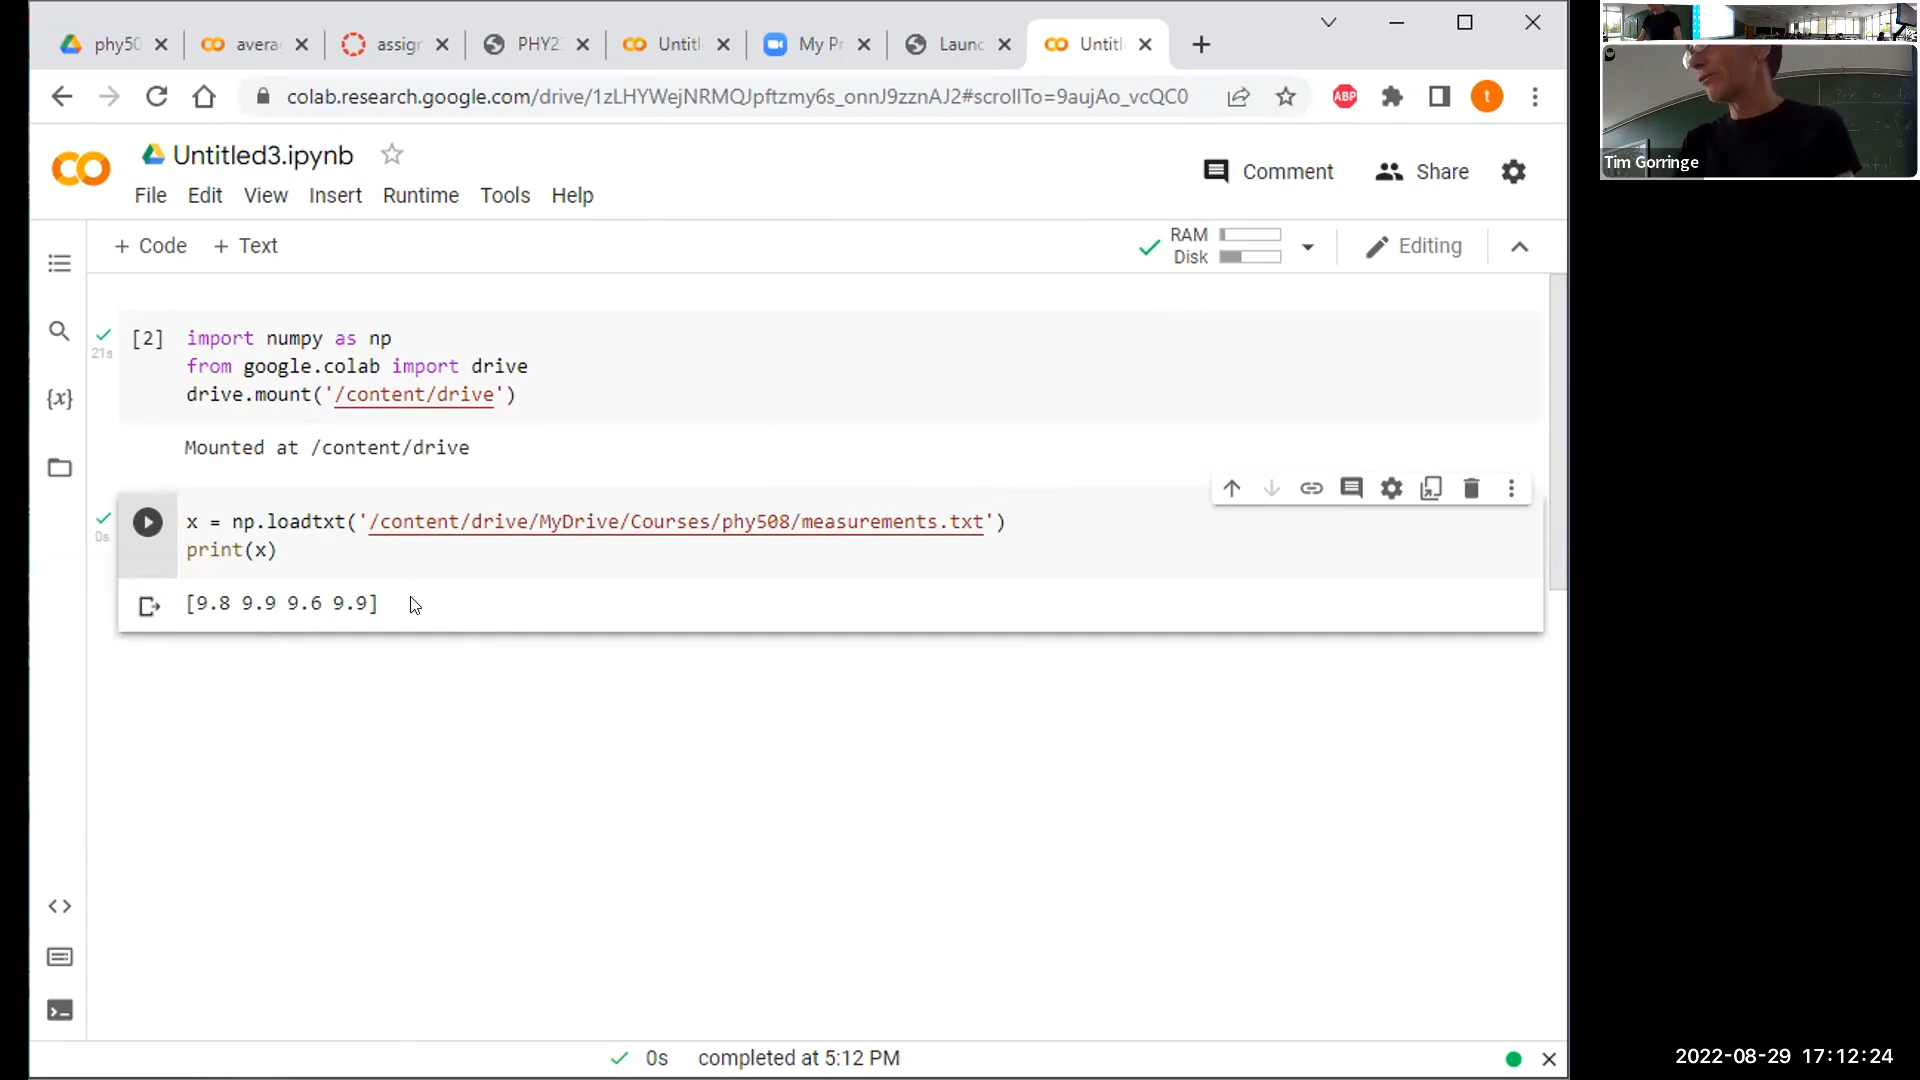 phy50
avera
assigr
PHY2
Untitl
My Pr
Launc
Untitl
colab.research.google.com/drive/1zLHYWejNRMQJpftzmy6s_onnJ9zznAJ2#scrollTo=9aujAo_vcQC0
ABP
t
Untitled3.ipynb
File Edit View Insert Runtime Tools Help
Comment
Share
+ Code + Text
RAM
Disk
Editing
[2]
21s
import numpy as np
from google.colab import drive
drive.mount('/content/drive')
Mounted at /content/drive
{x}
0s
x = np.loadtxt('/content/drive/MyDrive/Courses/phy508/measurements.txt')
print(x)
[9.8 9.9 9.6 9.9]
0s completed at 5:12 PM
Tim Gorringe
2022-08-29 17:12:24